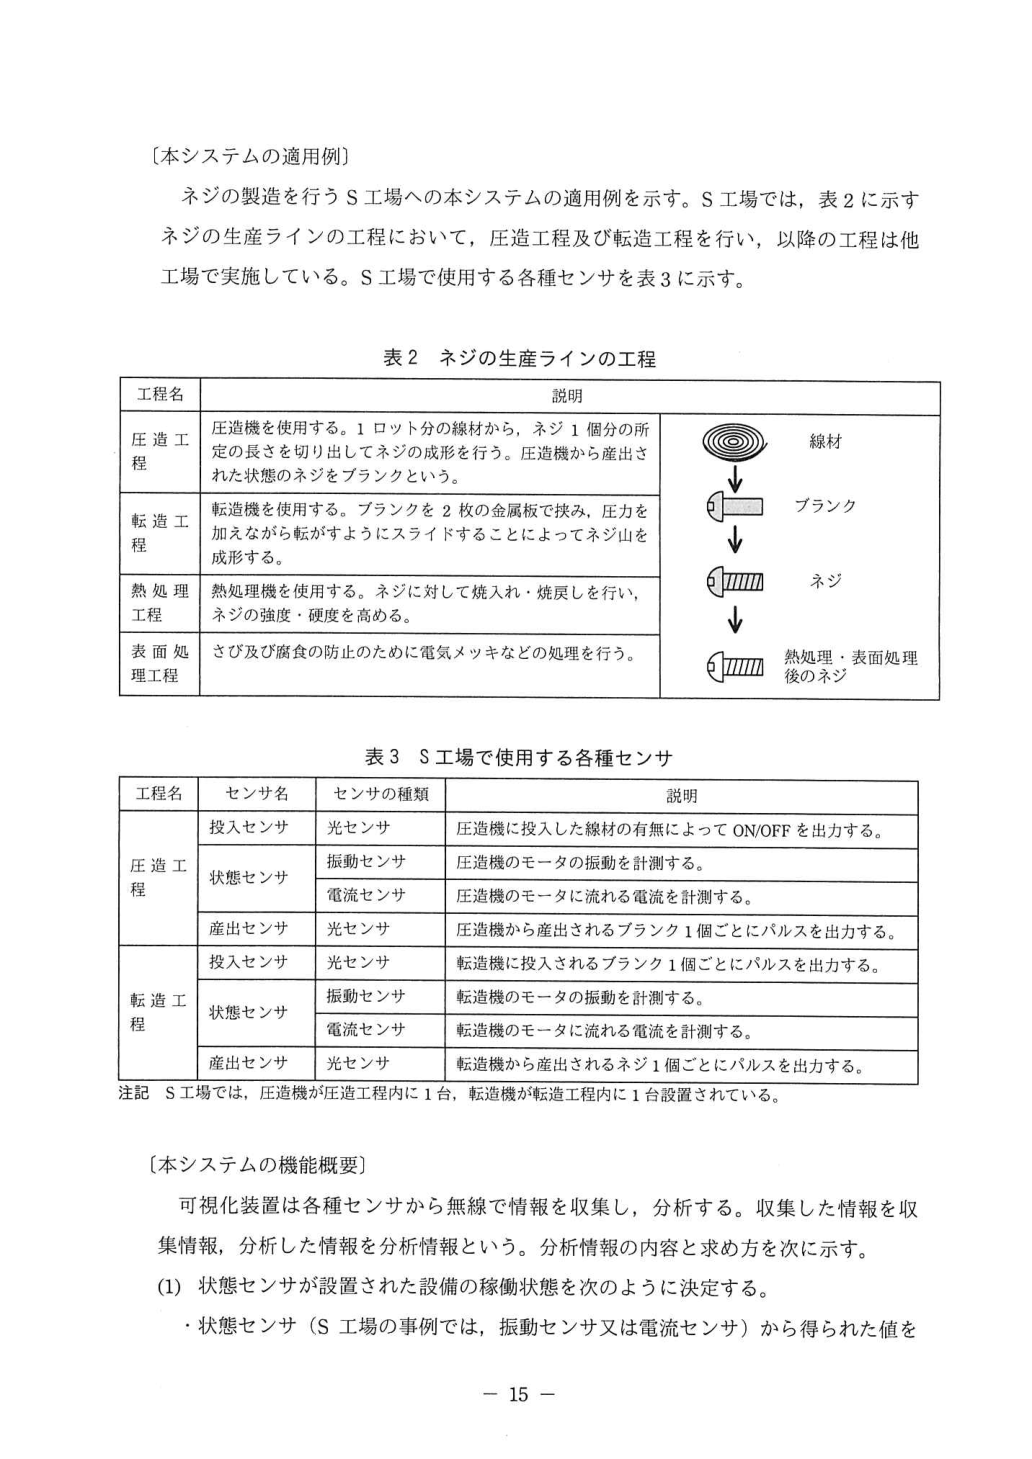 〔本システムの適用例〕
ネジの製造を行う S 工場への本システムの適用例を示す。S 工場では，表 2 に示す
ネジの生産ラインの工程において，圧造工程及び転造工程を行い，以降の工程は他
工場で実施している。S 工場で使用する各種センサを表 3 に示す。
表 2　ネジの生産ラインの工程
工程名
説明
圧造工
程
圧造機を使用する。1 ロット分の線材から，ネジ 1 個分の所
定の長さを切り出してネジの成形を行う。圧造機から産出さ
れた状態のネジをブランクという。
転造工
程
転造機を使用する。ブランクを 2 枚の金属板で挟み，圧力を
加えながら転がすようにスライドすることによってネジ山を
成形する。
熱処理
工程
熱処理機を使用する。ネジに対して焼入れ・焼戻しを行い，
ネジの強度・硬度を高める。
表面処
理工程
さび及び腐食の防止のために電気メッキなどの処理を行う。
線材
ブランク
ネジ
熱処理・表面処理
後のネジ
表 3　S 工場で使用する各種センサ
工程名
センサ名
センサの種類
説明
圧造工
程
投入センサ
光センサ
圧造機に投入した線材の有無によって ON/OFF を出力する。
状態センサ
振動センサ
圧造機のモータの振動を計測する。
電流センサ
圧造機のモータに流れる電流を計測する。
産出センサ
光センサ
圧造機から産出されるブランク 1 個ごとにパルスを出力する。
転造工
程
投入センサ
光センサ
転造機に投入されるブランク 1 個ごとにパルスを出力する。
状態センサ
振動センサ
転造機のモータの振動を計測する。
電流センサ
転造機のモータに流れる電流を計測する。
産出センサ
光センサ
転造機から産出されるネジ 1 個ごとにパルスを出力する。
注記　S 工場では，圧造機が圧造工程内に 1 台，転造機が転造工程内に 1 台設置されている。
〔本システムの機能概要〕
可視化装置は各種センサから無線で情報を収集し，分析する。収集した情報を収
集情報，分析した情報を分析情報という。分析情報の内容と求め方を次に示す。
(1)　状態センサが設置された設備の稼働状態を次のように決定する。
・状態センサ（S 工場の事例では，振動センサ又は電流センサ）から得られた値を
－ 15 －